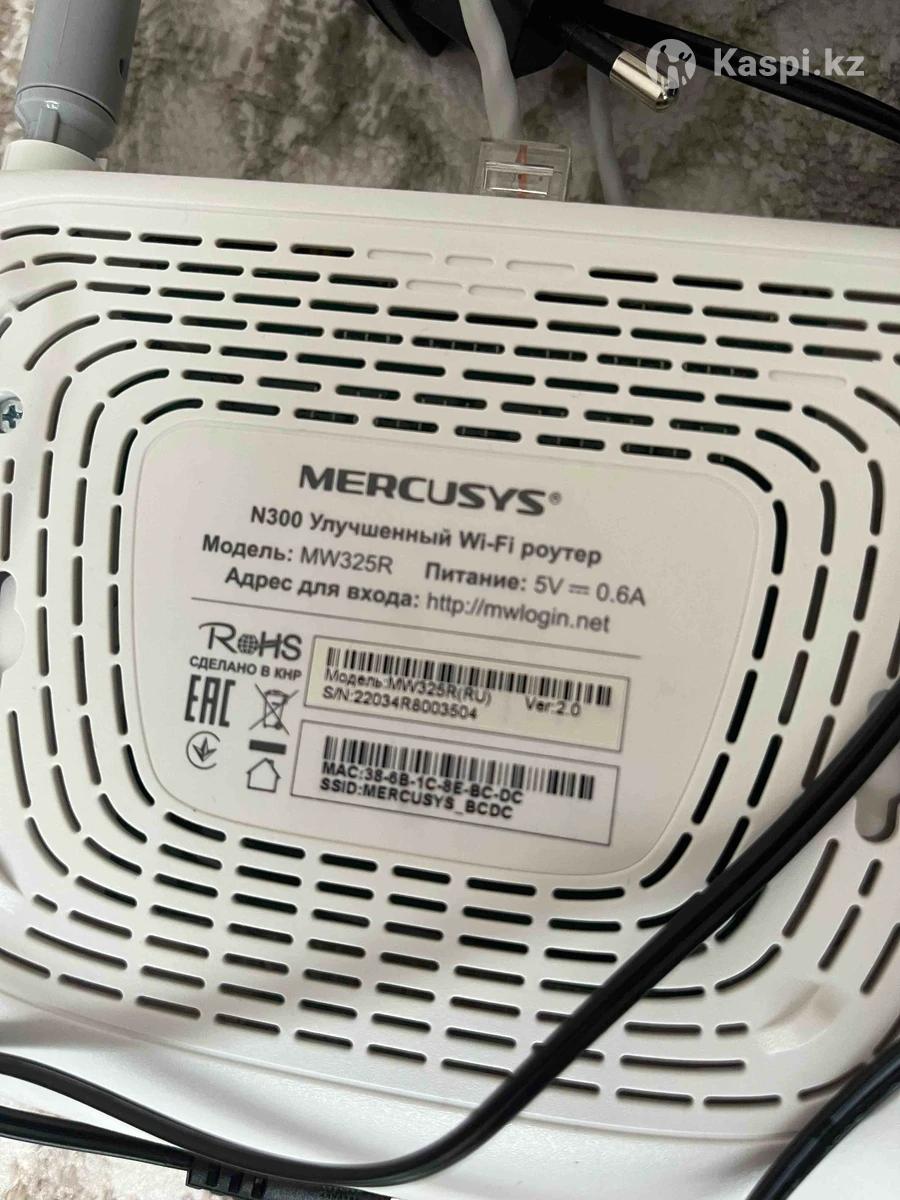 Kaspi.kz
MERCUSYS®
N300 Улучшенный Wi-Fi роутер
Модель: MW325R Питание: 5V ⎓ 0.6A
Адрес для входа: http://mwlogin.net
RoHS
СДЕЛАНО В КНР
EAC
Модель:MW325R(RU) Ver:2.0
S/N:22034R8003504
MAC:38-6B-1C-8E-BC-DC
SSID:MERCUSYS_BCDC